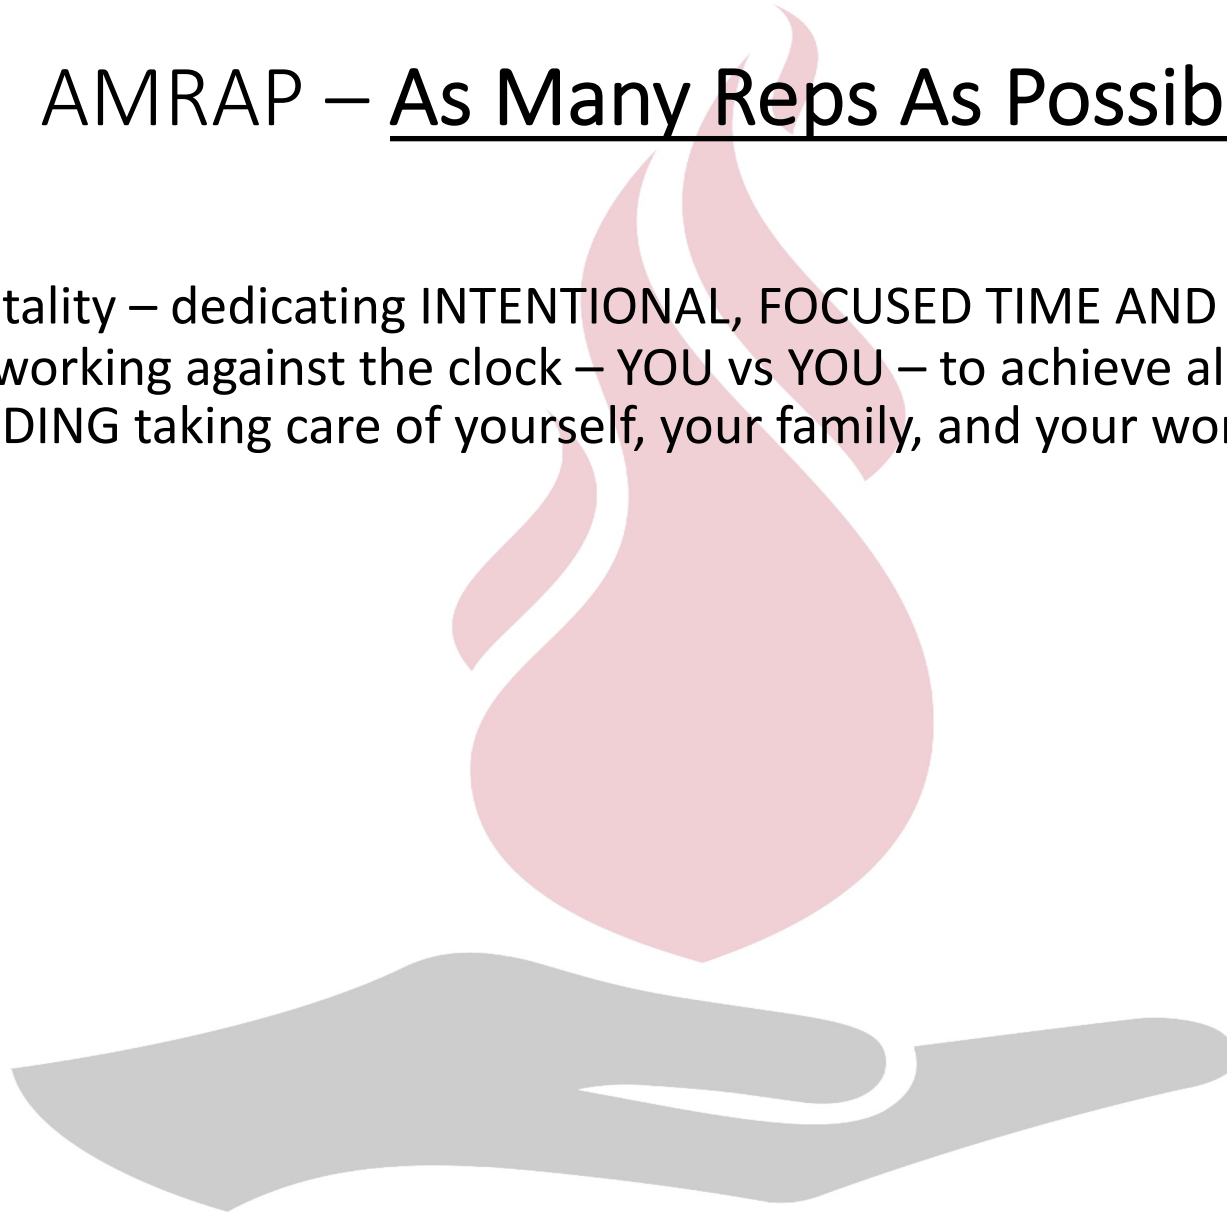 AMRAP – As Many Reps As Possib
tality – dedicating INTENTIONAL, FOCUSED TIME AND
working against the clock – YOU vs YOU – to achieve al
DING taking care of yourself, your family, and your wor